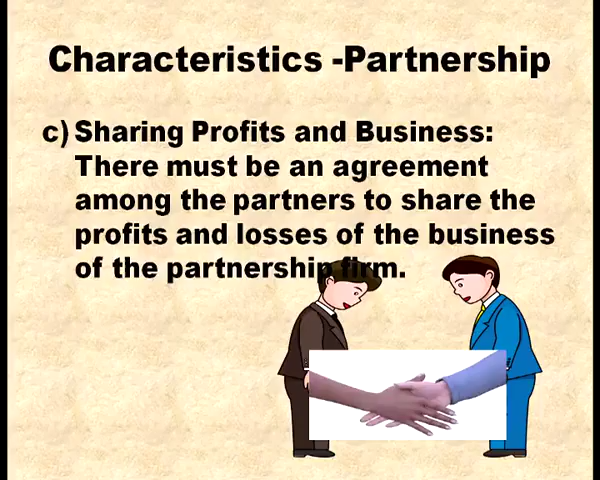 Characteristics -Partnership
c) Sharing Profits and Business:
There must be an agreement
among the partners to share the
profits and losses of the business
of the partnership firm.